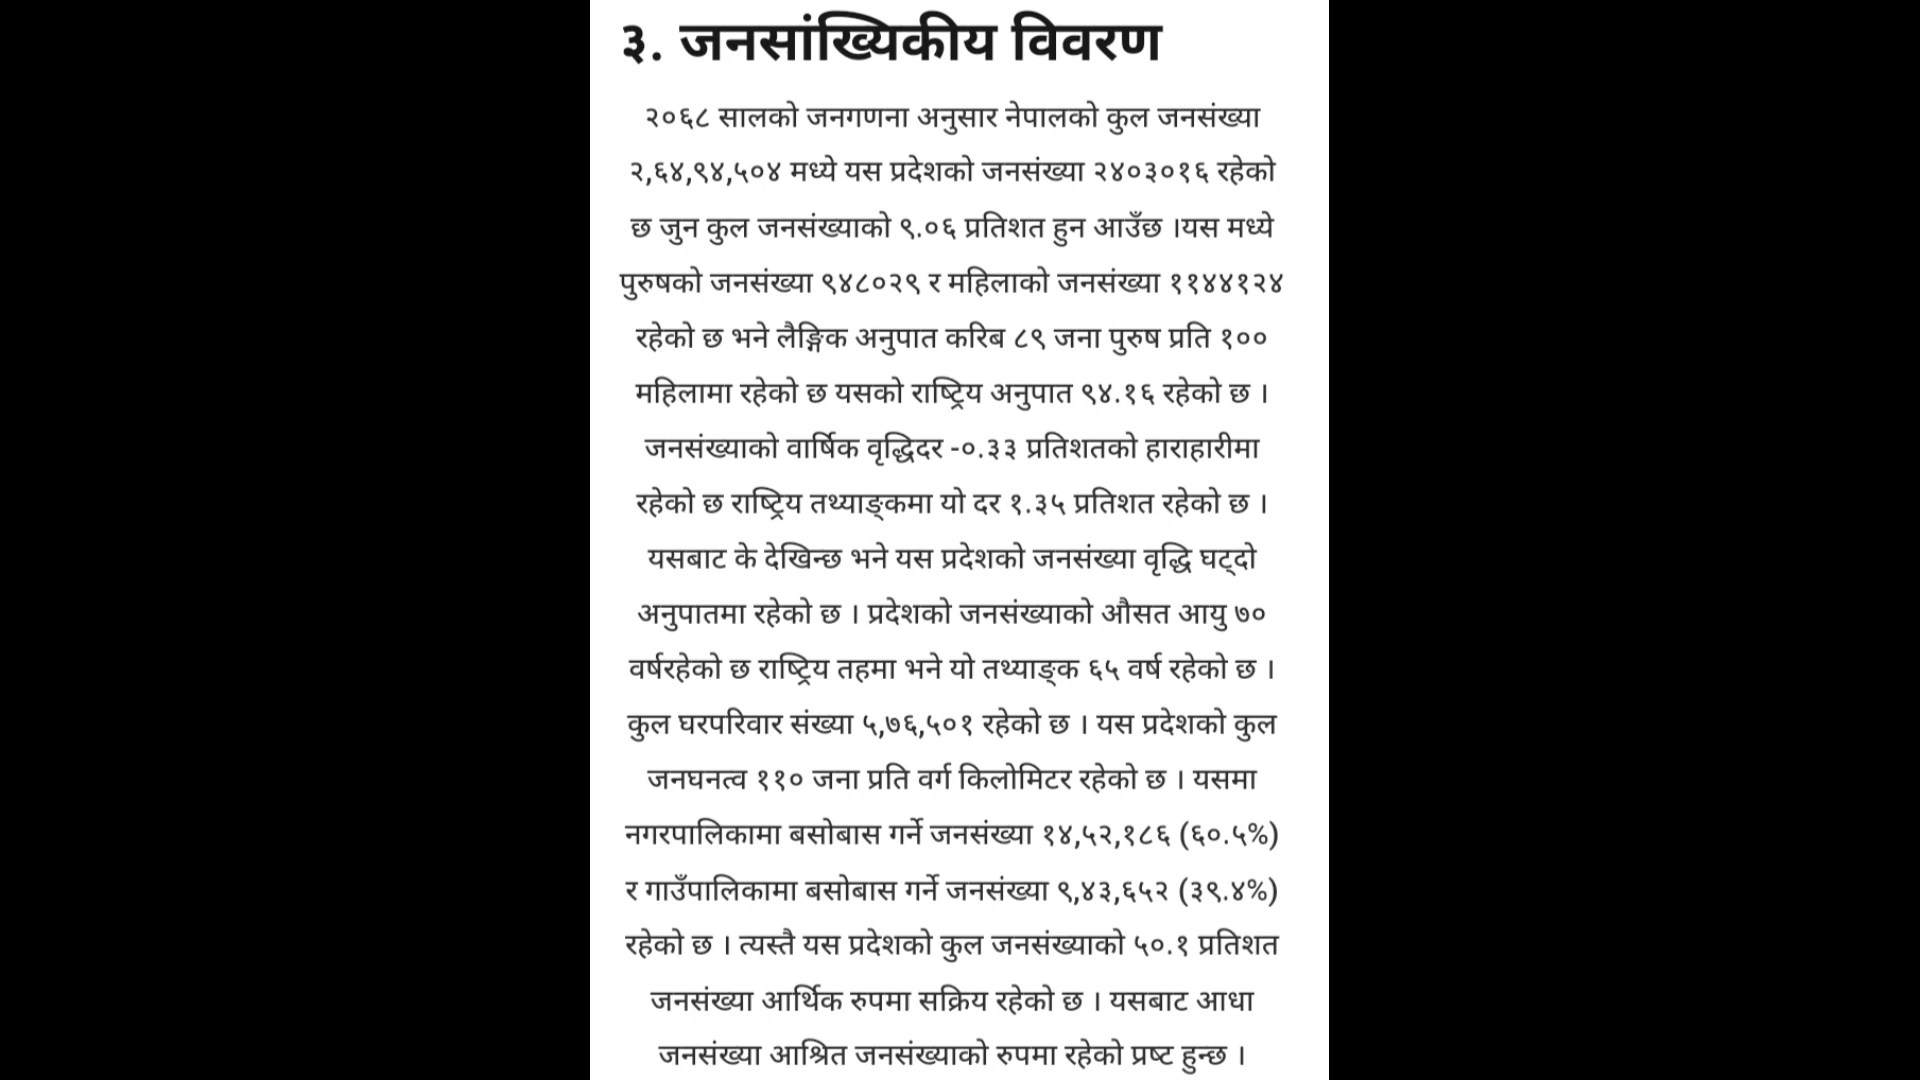 ३. जनसांख्यिकीय विवरण
२०६८ सालको जनगणना अनुसार नेपालको कुल जनसंख्या
२,६४,९४,५०४ मध्ये यस प्रदेशको जनसंख्या २४०३०१६ रहेको
छ जुन कुल जनसंख्याको ९.०६ प्रतिशत हुन आउँछ ।यस मध्ये
पुरुषको जनसंख्या ९४८०२९ र महिलाको जनसंख्या ११४४१२४
रहेको छ भने लैङ्गिक अनुपात करिब ८९ जना पुरुष प्रति १००
महिलामा रहेको छ यसको राष्ट्रिय अनुपात ९४.१६ रहेको छ ।
जनसंख्याको वार्षिक वृद्धिदर -०.३३ प्रतिशतको हाराहारीमा
रहेको छ राष्ट्रिय तथ्याङ्कमा यो दर १.३५ प्रतिशत रहेको छ ।
यसबाट के देखिन्छ भने यस प्रदेशको जनसंख्या वृद्धि घट्दो
अनुपातमा रहेको छ । प्रदेशको जनसंख्याको औसत आयु ७०
वर्षरहेको छ राष्ट्रिय तहमा भने यो तथ्याङ्क ६५ वर्ष रहेको छ ।
कुल घरपरिवार संख्या ५,७६,५०१ रहेको छ । यस प्रदेशको कुल
जनघनत्व ११० जना प्रति वर्ग किलोमिटर रहेको छ । यसमा
नगरपालिकामा बसोबास गर्ने जनसंख्या १४,५२,१८६ (६०.५%)
र गाउँपालिकामा बसोबास गर्ने जनसंख्या ९,४३,६५२ (३९.४%)
रहेको छ । त्यस्तै यस प्रदेशको कुल जनसंख्याको ५०.१ प्रतिशत
जनसंख्या आर्थिक रुपमा सक्रिय रहेको छ । यसबाट आधा
जनसंख्या आश्रित जनसंख्याको रुपमा रहेको प्रष्ट हुन्छ ।